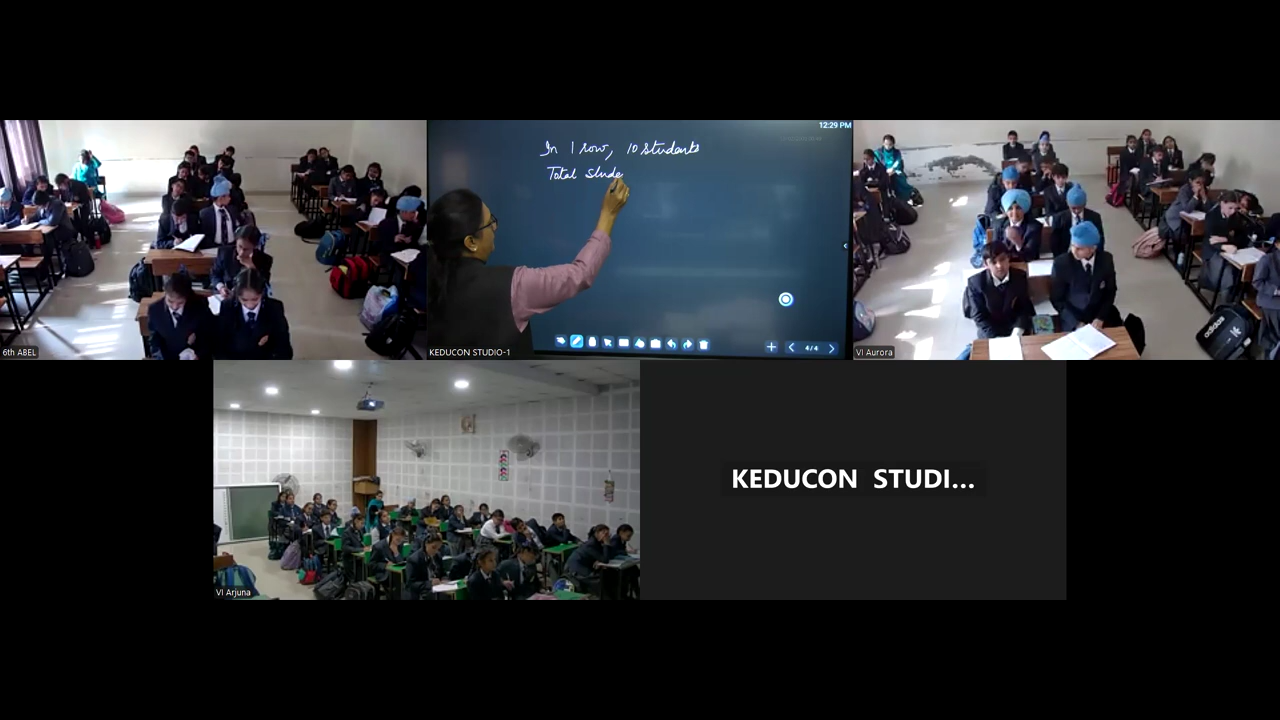 12:29 PM
In 1 row, 10 students
Total stude
4/4
6th ABEL
KEDUCON STUDIO-1
VI Aurora
adidas
VI Arjuna
KEDUCON STUDI...